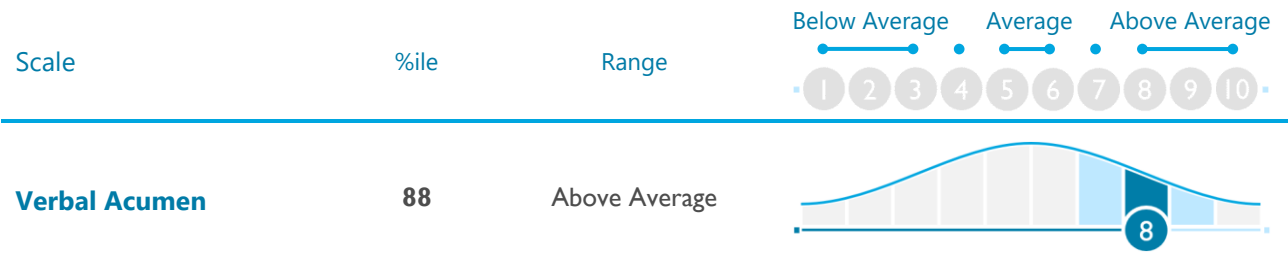 Below Average Average Above Average
Scale %ile Range
1 2 3 4 5 6 7 8 9 10
Verbal Acumen 88 Above Average
8